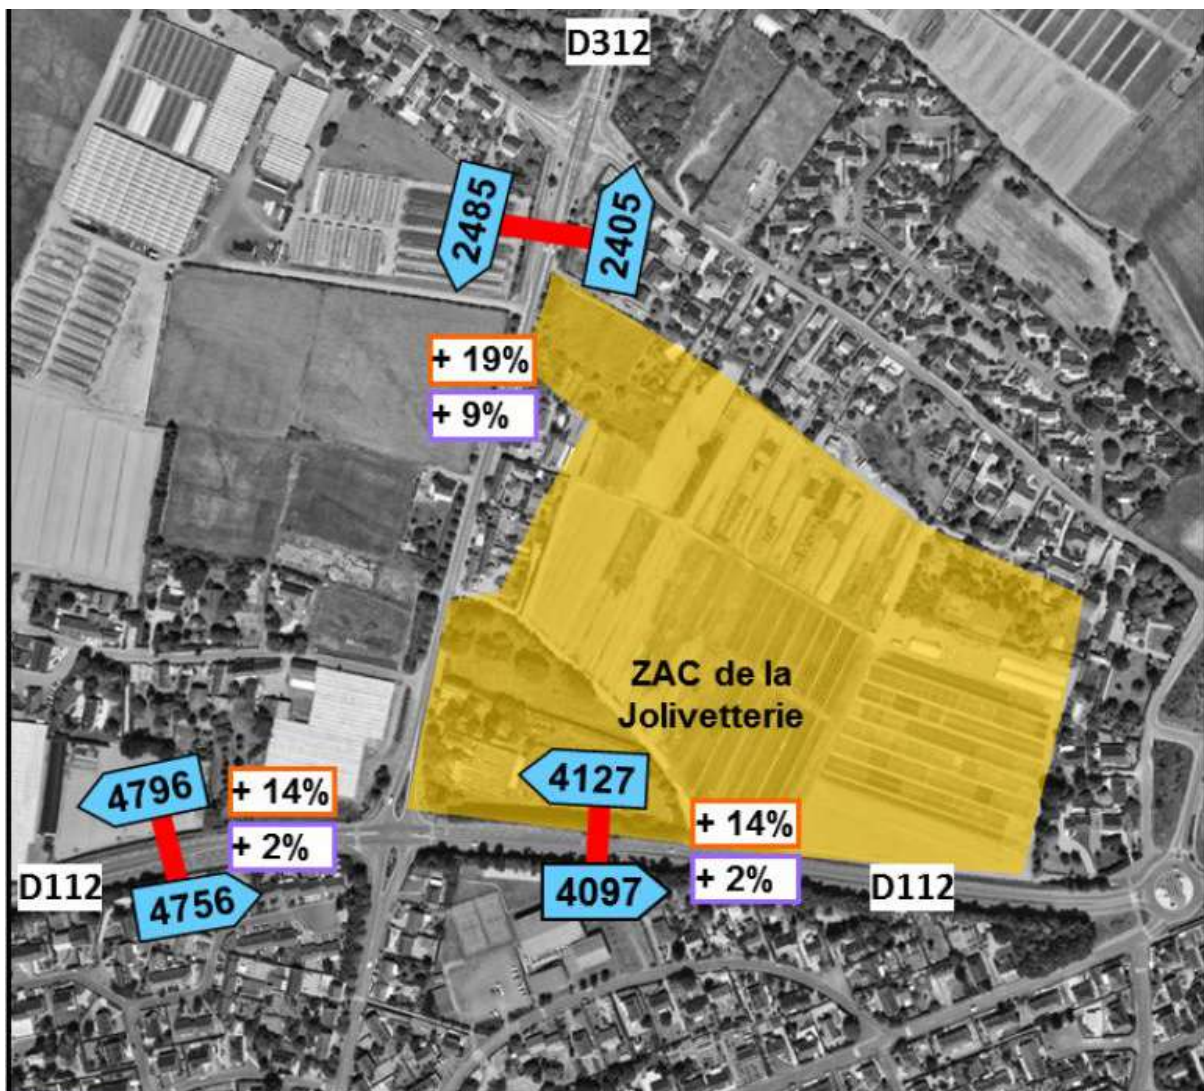 D312
2485
2405
+ 19%
+ 9%
ZAC de la
Jolivetterie
4796
+ 14%
+ 2%
4756
4127
+ 14%
4097
+ 2%
D112
D112